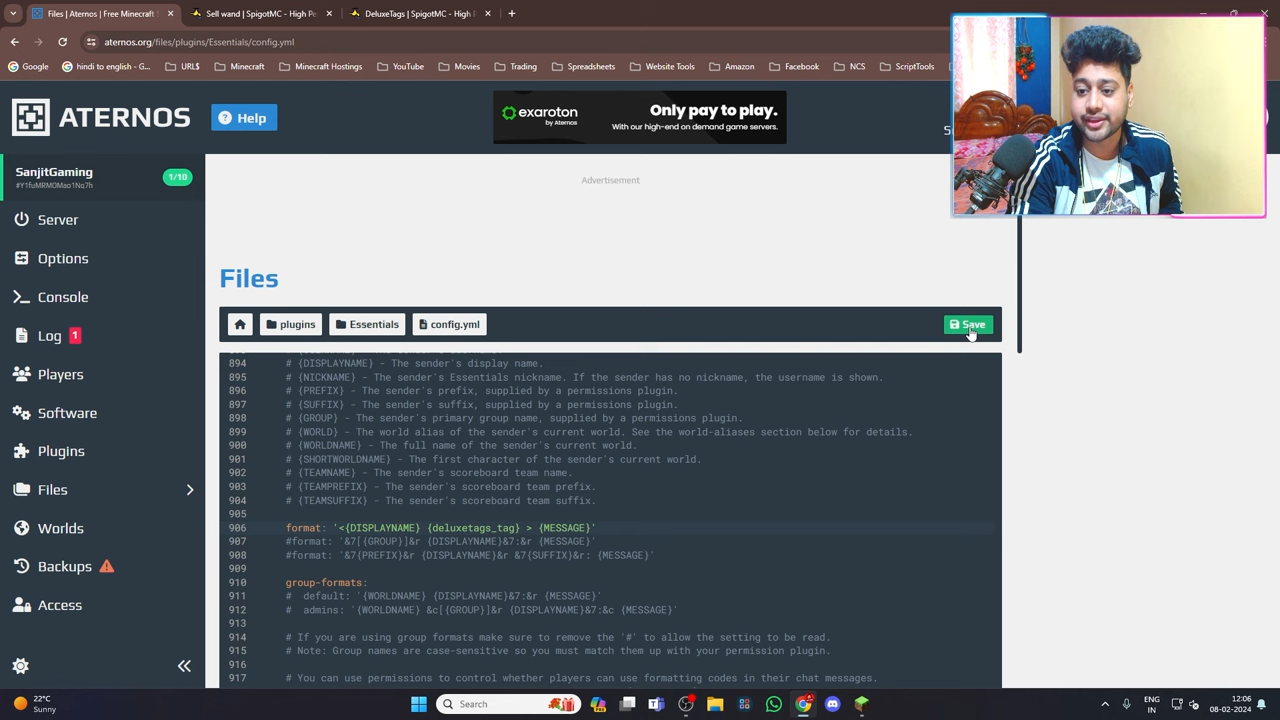 Files | Aternos | Free Minecraft
Sell wand | SpigotMC - High Pe
DeluxeTags | SpigotMC - High P
aternos.org/files/plugins/Essentials/config.yml
Google
hindi to english - G...
UI
Minecraft
Minecraft Hostings
YouTube
Movies
Trading
Spreadsheets
Website Tools
Amazon
Facebook
NCS
ScriptTools
ATERNOS
? Help
exaroton
by Aternos
Only pay to play.
With our high-end on demand game servers.
SanjitGaming
1/10
Advertisement
Server
Options
Console
Log 1
Players
Software
Plugins
Files
Worlds
Backups
Access
Files
plugins
Essentials
config.yml
Save
894 # {DISPLAYNAME} - The sender's display name.
895 # {NICKNAME} - The sender's Essentials nickname. If the sender has no nickname, the username is shown.
896 # {PREFIX} - The sender's prefix, supplied by a permissions plugin.
897 # {SUFFIX} - The sender's suffix, supplied by a permissions plugin.
898 # {GROUP} - The sender's primary group name, supplied by a permissions plugin.
899 # {WORLD} - The world alias of the sender's current world. See the world-aliases section below for details.
900 # {WORLDNAME} - The full name of the sender's current world.
901 # {SHORTWORLDNAME} - The first character of the sender's current world.
902 # {TEAMNAME} - The sender's scoreboard team name.
903 # {TEAMPREFIX} - The sender's scoreboard team prefix.
904 # {TEAMSUFFIX} - The sender's scoreboard team suffix.
905
906 format: '<{DISPLAYNAME} {deluxetags_tag} > {MESSAGE}'
907 #format: '&7[{GROUP}]&r {DISPLAYNAME}&7:&r {MESSAGE}'
908 #format: '&7{PREFIX}&r {DISPLAYNAME}&r &7{SUFFIX}&r: {MESSAGE}'
909
910 group-formats:
911 # default: '{WORLDNAME} {DISPLAYNAME}&7:&r {MESSAGE}'
912 # admins: '{WORLDNAME} &c[{GROUP}]&r {DISPLAYNAME}&7:&c {MESSAGE}'
913
914 # If you are using group formats make sure to remove the '#' to allow the setting to be read.
915 # Note: Group names are case-sensitive so you must match them up with your permission plugin.
916
917 # You can use permissions to control whether players can use formatting codes in their chat messages.
22°C
Sunny
Search
ENG
IN
12:06
08-02-2024